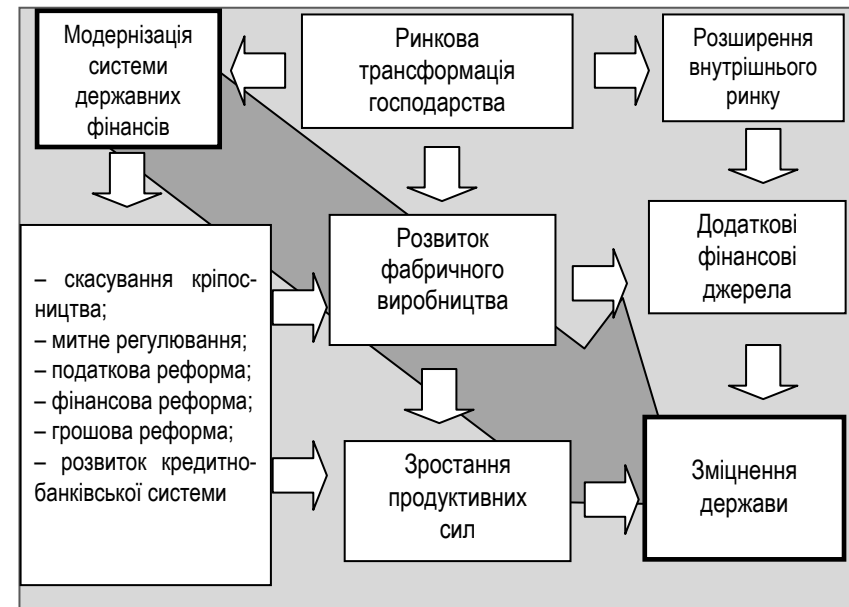 Модернізація
системи
державних
фінансів
Ринкова
трансформація
господарства
Розширення
внутрішнього
ринку
– скасування кріпос-
ництва;
– митне регулювання;
– податкова реформа;
– фінансова реформа;
– грошова реформа;
– розвиток кредитно-
банківської системи
Розвиток
фабричного
виробництва
Додаткові
фінансові
джерела
Зростання
продуктивних
сил
Зміцнення
держави